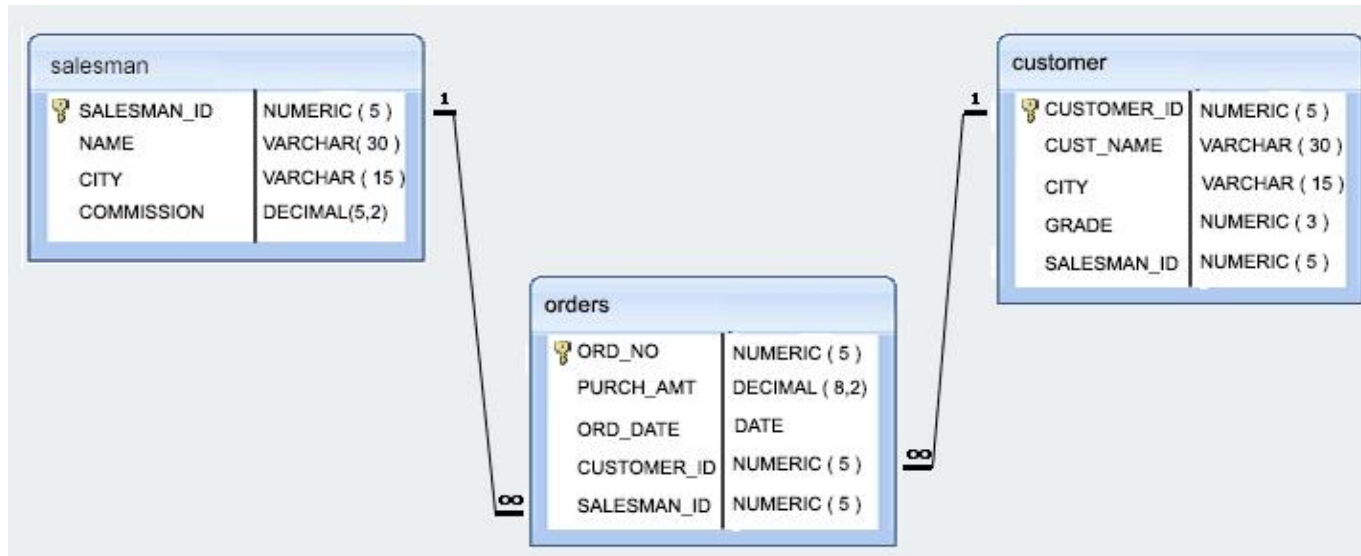 salesman
SALESMAN_ID NUMERIC ( 5 )
NAME VARCHAR( 30 )
CITY VARCHAR ( 15 )
COMMISSION DECIMAL(5,2)
1
1
customer
CUSTOMER_ID NUMERIC ( 5 )
CUST_NAME VARCHAR ( 30 )
CITY VARCHAR ( 15 )
GRADE NUMERIC ( 3 )
SALESMAN_ID NUMERIC ( 5 )
orders
ORD_NO NUMERIC ( 5 )
PURCH_AMT DECIMAL ( 8,2)
ORD_DATE DATE
CUSTOMER_ID NUMERIC ( 5 )
SALESMAN_ID NUMERIC ( 5 )
∞
∞